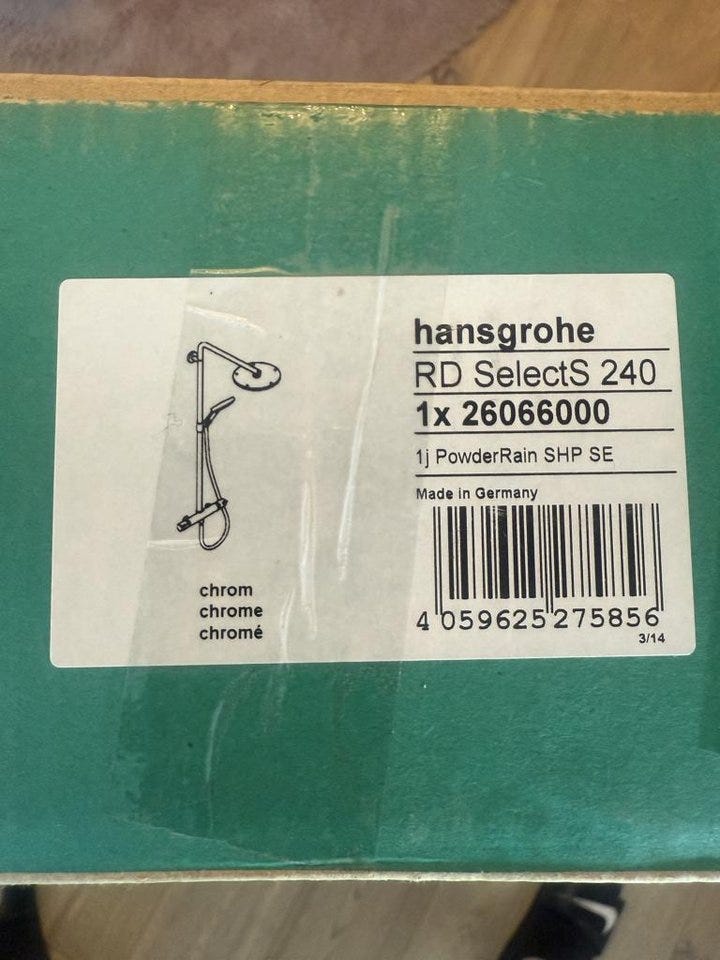 hansgrohe
RD SelectS 240
1x 26066000
1j PowderRain SHP SE
Made in Germany
4 059625 275856
3/14
chrom
chrome
chromé